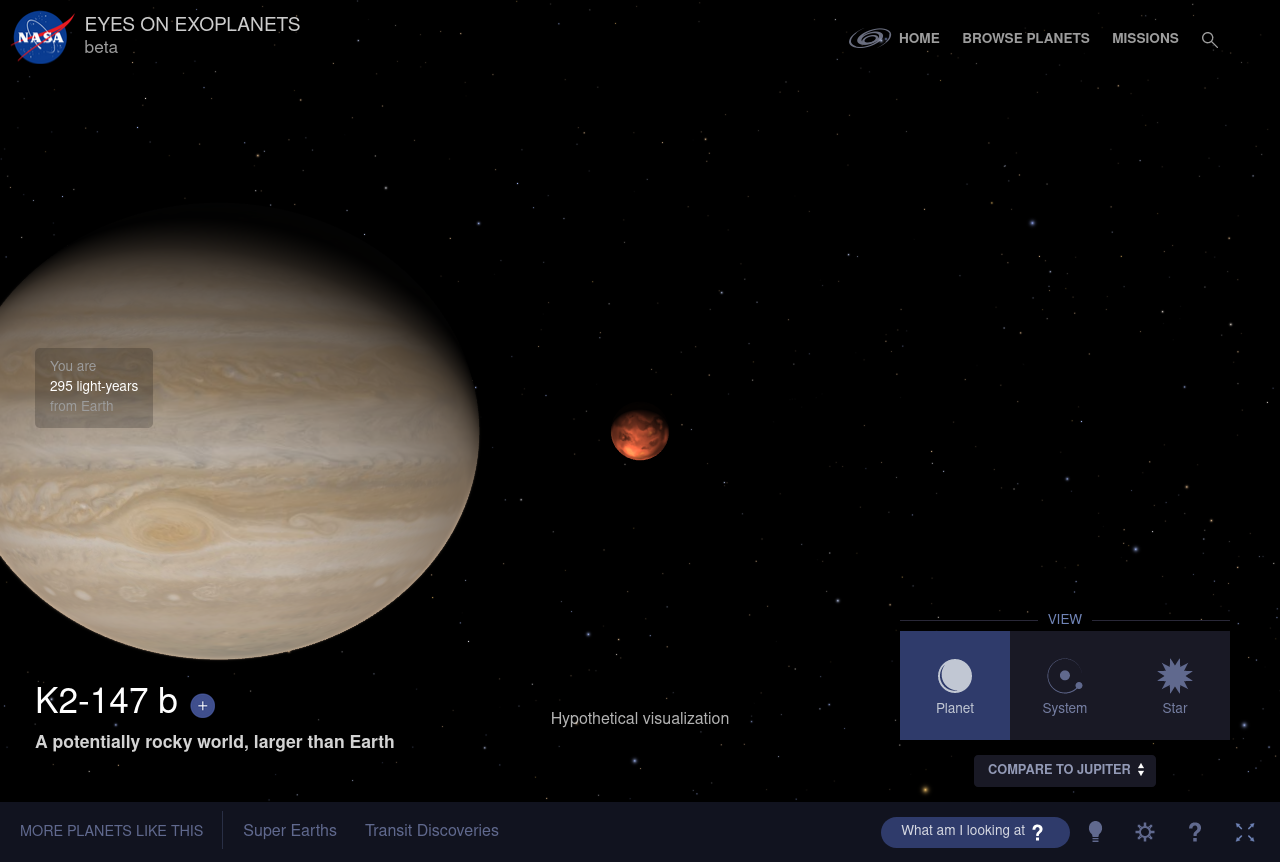 NASA
EYES ON EXOPLANETS
beta
HOME
BROWSE PLANETS
MISSIONS
You are
295 light-years
from Earth
K2-147 b +
A potentially rocky world, larger than Earth
Hypothetical visualization
VIEW
Planet
System
Star
COMPARE TO JUPITER
MORE PLANETS LIKE THIS
Super Earths
Transit Discoveries
What am I looking at ?
?